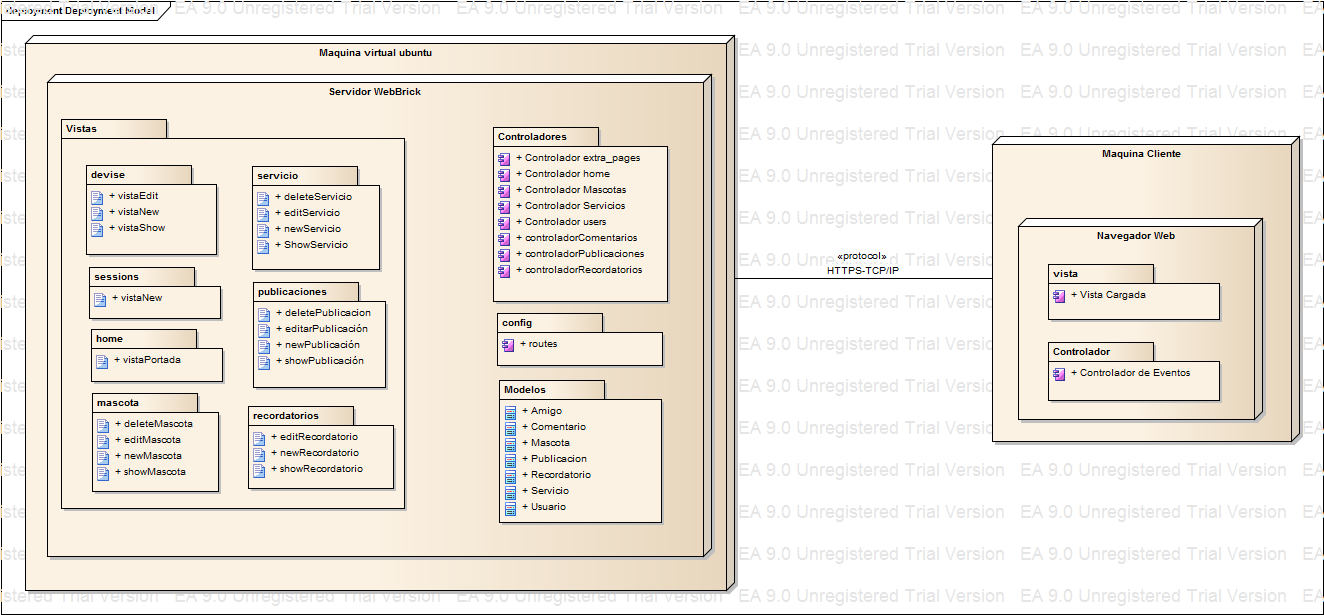 deployment Deployment Model
EA 9.0 Unregistered Trial Version
Maquina virtual ubuntu
Servidor WebBrick
Vistas
devise
+ vistaEdit
+ vistaNew
+ vistaShow
sessions
+ vistaNew
home
+ vistaPortada
mascota
+ deleteMascota
+ editMascota
+ newMascota
+ showMascota
servicio
+ deleteServicio
+ editServicio
+ newServicio
+ ShowServicio
publicaciones
+ deletePublicacion
+ editarPublicación
+ newPublicación
+ showPublicación
recordatorios
+ editRecordatorio
+ newRecordatorio
+ showRecordatorio
Controladores
+ Controlador extra_pages
+ Controlador home
+ Controlador Mascotas
+ Controlador Servicios
+ Controlador users
+ controladorComentarios
+ controladorPublicaciones
+ controladorRecordatorios
config
+ routes
Modelos
+ Amigo
+ Comentario
+ Mascota
+ Publicacion
+ Recordatorio
+ Servicio
+ Usuario
«protocol»
HTTPS-TCP/IP
Maquina Cliente
Navegador Web
vista
+ Vista Cargada
Controlador
+ Controlador de Eventos